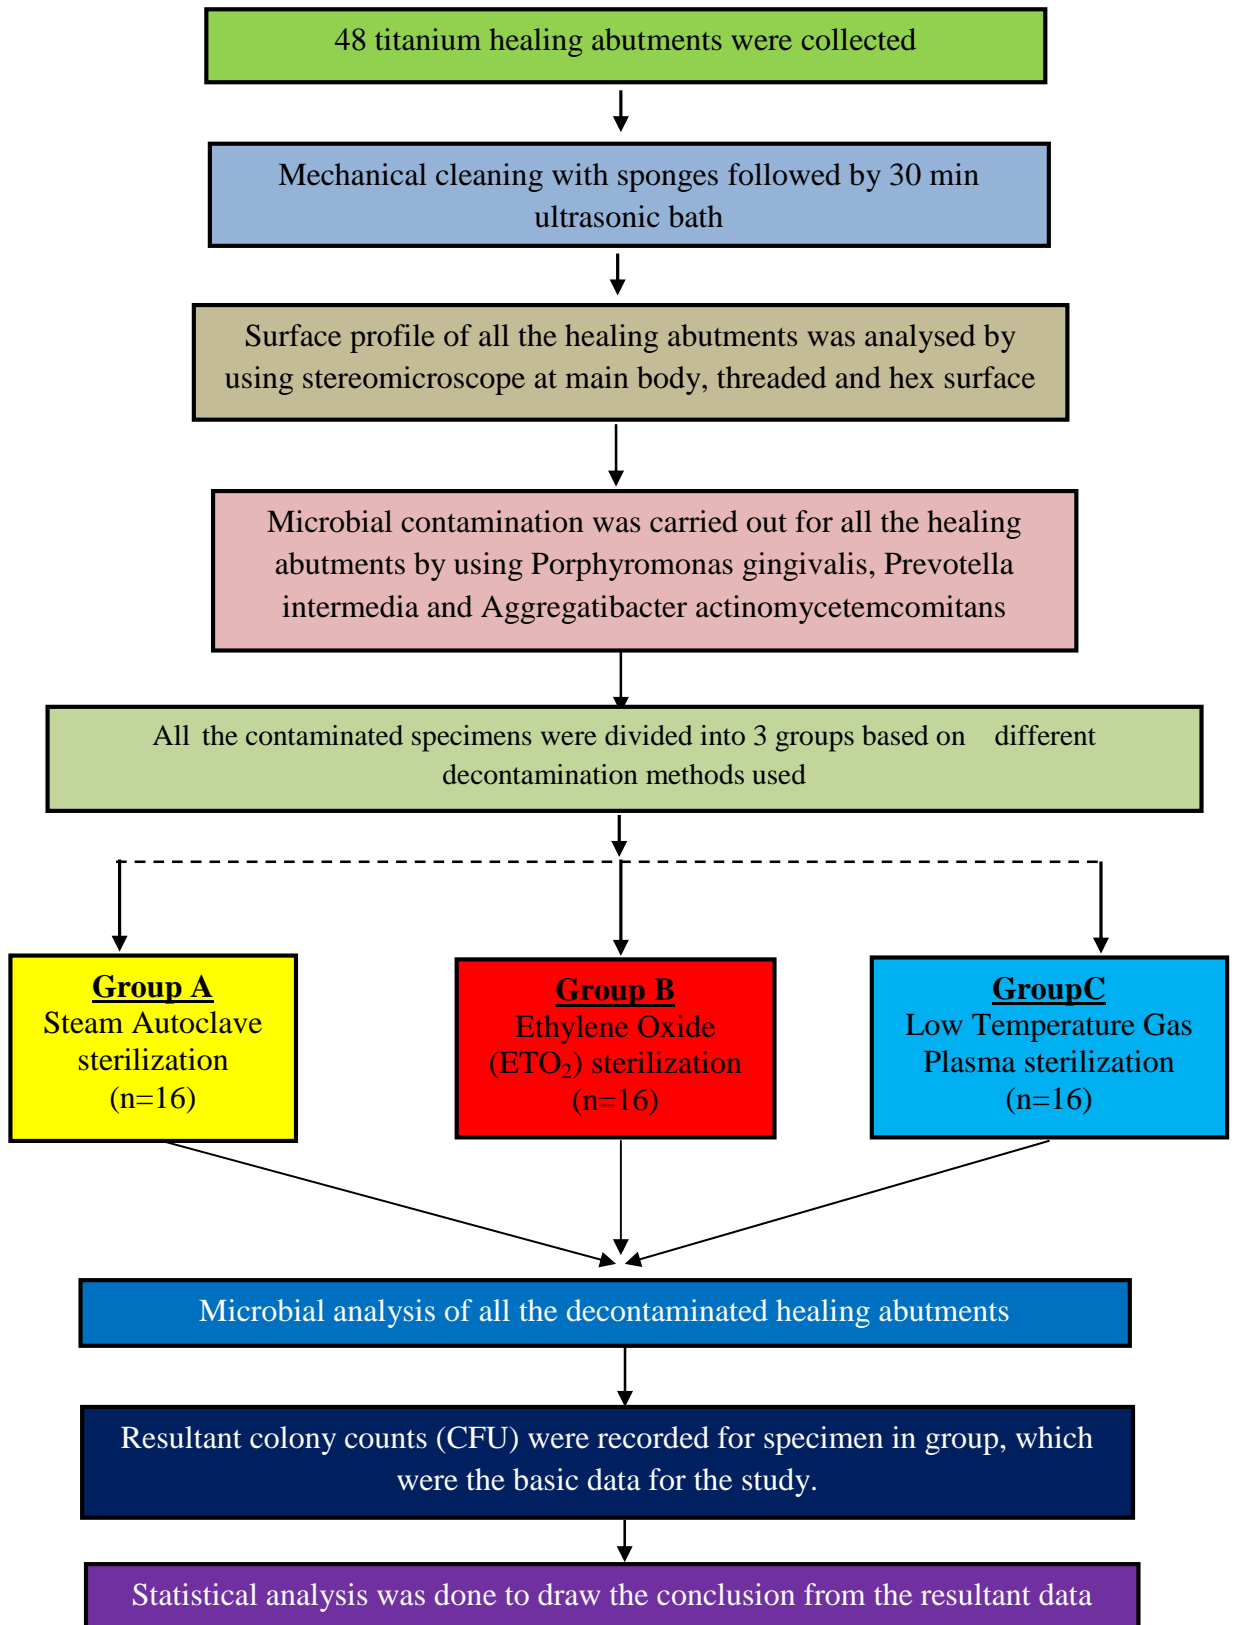 48 titanium healing abutments were collected
Mechanical cleaning with sponges followed by 30 min
ultrasonic bath
Surface profile of all the healing abutments was analysed by
using stereomicroscope at main body, threaded and hex surface
Microbial contamination was carried out for all the healing
abutments by using Porphyromonas gingivalis, Prevotella
intermedia and Aggregatibacter actinomycetemcomitans
All the contaminated specimens were divided into 3 groups based on different
decontamination methods used
Group A
Steam Autoclave
sterilization
(n=16)
Group B
Ethylene Oxide
(ETO₂) sterilization
(n=16)
GroupC
Low Temperature Gas
Plasma sterilization
(n=16)
Microbial analysis of all the decontaminated healing abutments
Resultant colony counts (CFU) were recorded for specimen in group, which
were the basic data for the study.
Statistical analysis was done to draw the conclusion from the resultant data